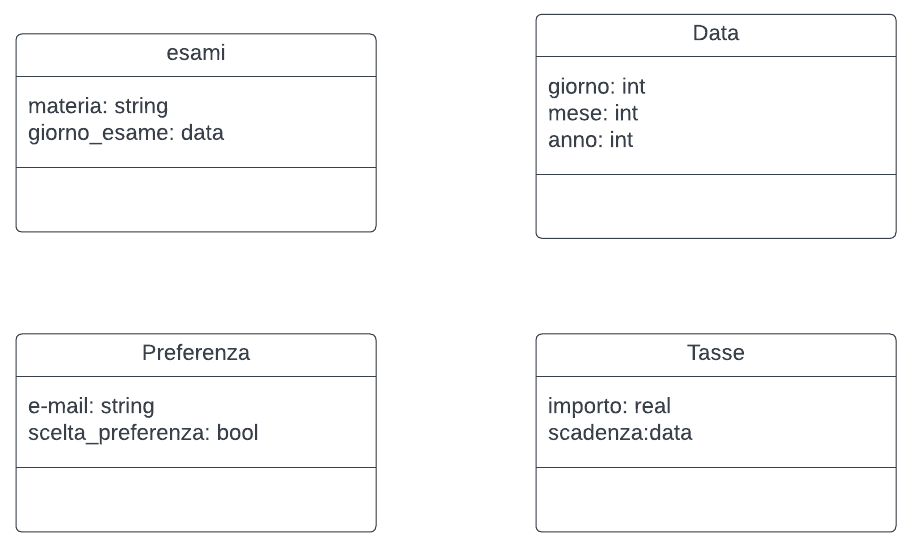 esami
materia: string
giorno_esame: data
Data
giorno: int
mese: int
anno: int
Preferenza
e-mail: string
scelta_preferenza: bool
Tasse
importo: real
scadenza:data